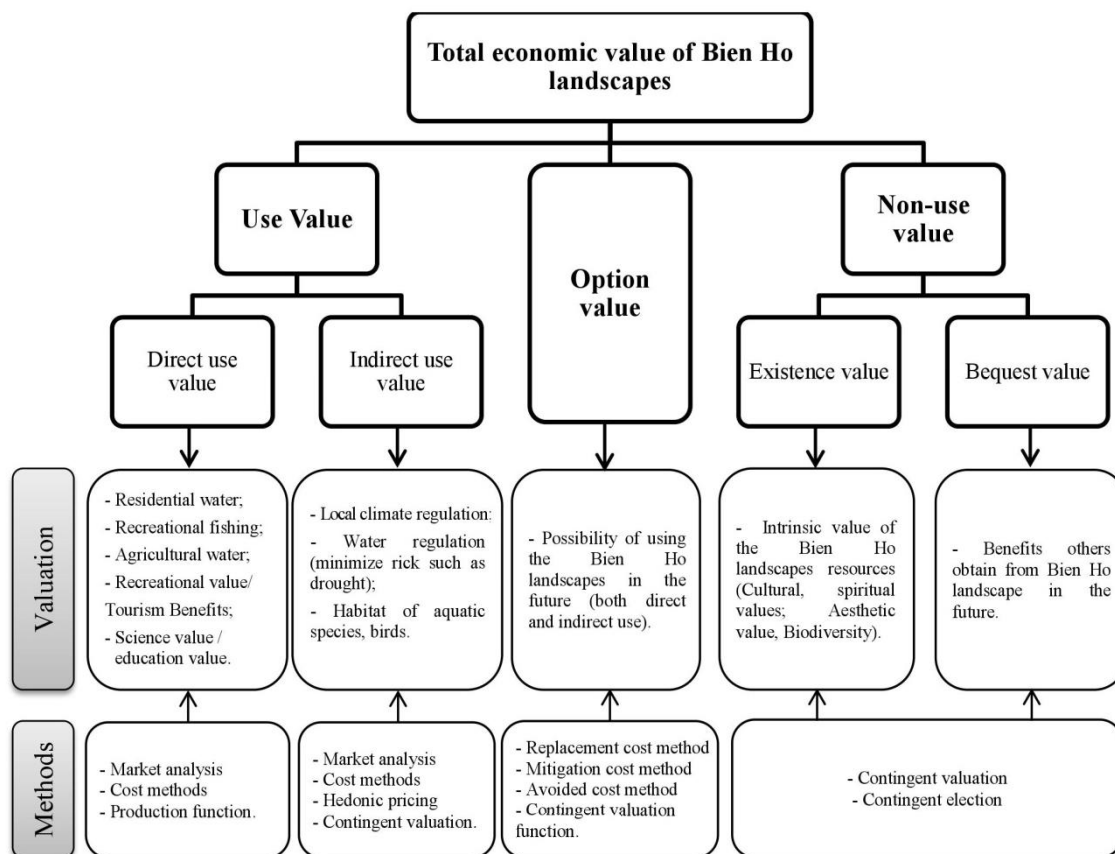 Total economic value of Bien Ho
landscapes
Use Value
Option
value
Non-use
value
Direct use
value
Indirect use
value
Existence value
Bequest value
Valuation
- Residential water;
- Recreational fishing;
- Agricultural water;
- Recreational value/
Tourism Benefits;
- Science value /
education value.
- Local climate regulation:
- Water regulation
(minimize rick such as
drought);
- Habitat of aquatic
species, birds.
- Possibility of using
the Bien Ho
landscapes in the
future (both direct
and indirect use).
- Intrinsic value of
the Bien Ho
landscapes resources
(Cultural, spiritual
values; Aesthetic
value, Biodiversity).
- Benefits others
obtain from Bien Ho
landscape in the
future.
Methods
- Market analysis
- Cost methods
- Production function.
- Market analysis
- Cost methods
- Hedonic pricing
- Contingent valuation.
- Replacement cost method
- Mitigation cost method
- Avoided cost method
- Contingent valuation
function.
- Contingent valuation
- Contingent election